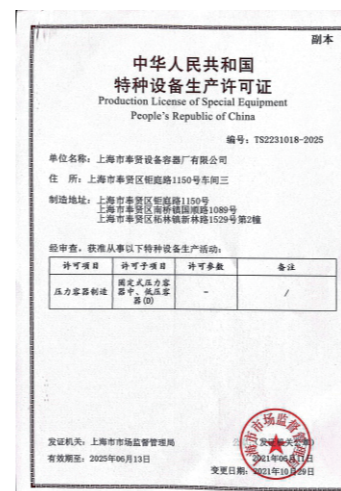 副本
中华人民共和国
特种设备生产许可证
Production License of Special Equipment
People's Republic of China
编号：TS2231018-2025
单位名称：上海市奉贤设备容器厂有限公司
住 所：上海市奉贤区钜庭路1150号车间三
制造地址：上海市奉贤区钜庭路1150号
上海市奉贤区南桥镇国顺路1089号
上海市奉贤区柘林镇新林路1529号第2幢
经审查，获准从事以下特种设备生产活动：
许可项目 许可子项目 许可参数 备注
压力容器制造 固定式压力容器中、低压容器(D) - /
发证机关：上海市市场监督管理局
（发证机关公章）
有效期至：2025年06月13日
变更日期：2021年10月29日